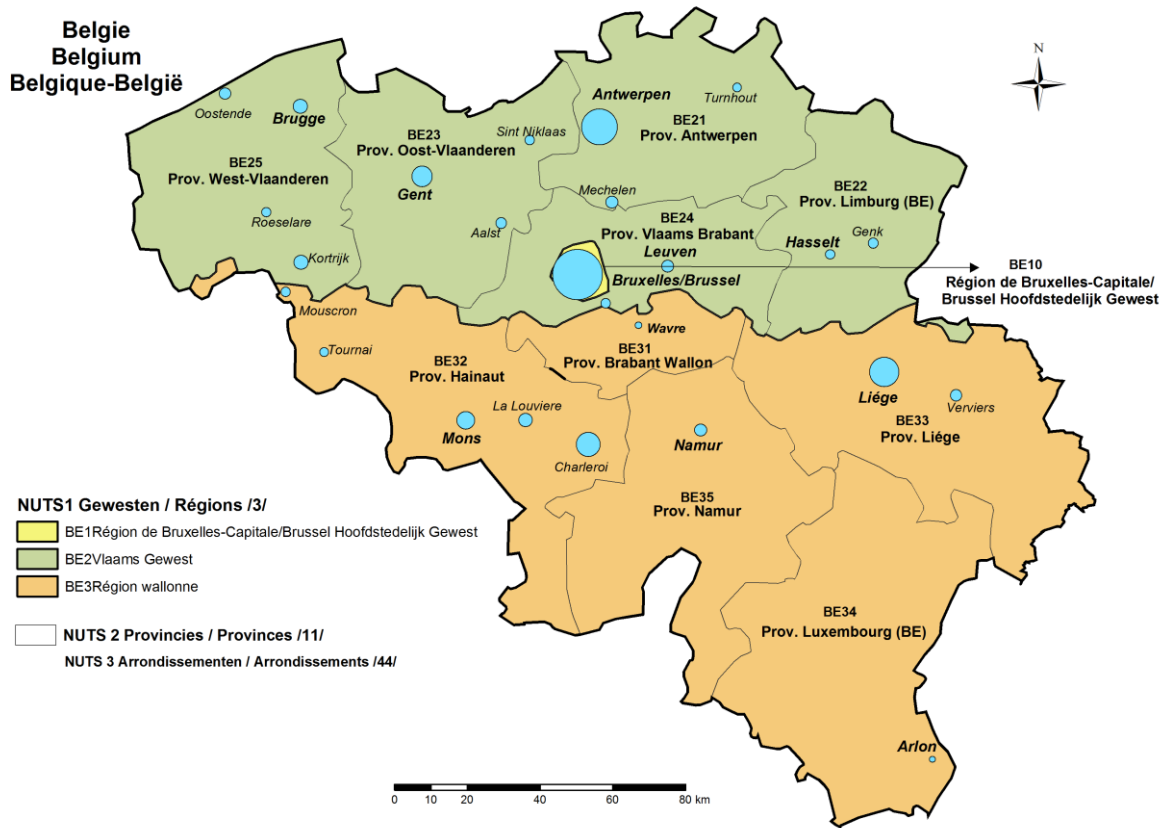 Belgie
Belgium
Belgique-België
N
Antwerpen
Turnhout
Oostende
Brugge
BE21
Prov. Antwerpen
BE23
Prov. Oost-Vlaanderen
Sint Niklaas
BE25
Prov. West-Vlaanderen
Gent
Mechelen
BE22
Prov. Limburg (BE)
Roeselare
Aalst
BE24
Prov. Vlaams Brabant
Leuven
Hasselt
Genk
Kortrijk
Bruxelles/Brussel
BE10
Région de Bruxelles-Capitale/
Brussel Hoofdstedelijk Gewest
Mouscron
Wavre
Tournai
BE31
Prov. Brabant Wallon
BE32
Prov. Hainaut
La Louviere
Mons
Charleroi
Namur
Liége
Verviers
BE33
Prov. Liége
BE35
Prov. Namur
NUTS1 Gewesten / Régions /3/
BE1Région de Bruxelles-Capitale/Brussel Hoofdstedelijk Gewest
BE2Vlaams Gewest
BE3Région wallonne
NUTS 2 Provincies / Provinces /11/
NUTS 3 Arrondissementen / Arrondissements /44/
BE34
Prov. Luxembourg (BE)
Arlon
0 10 20 40 60 80 km